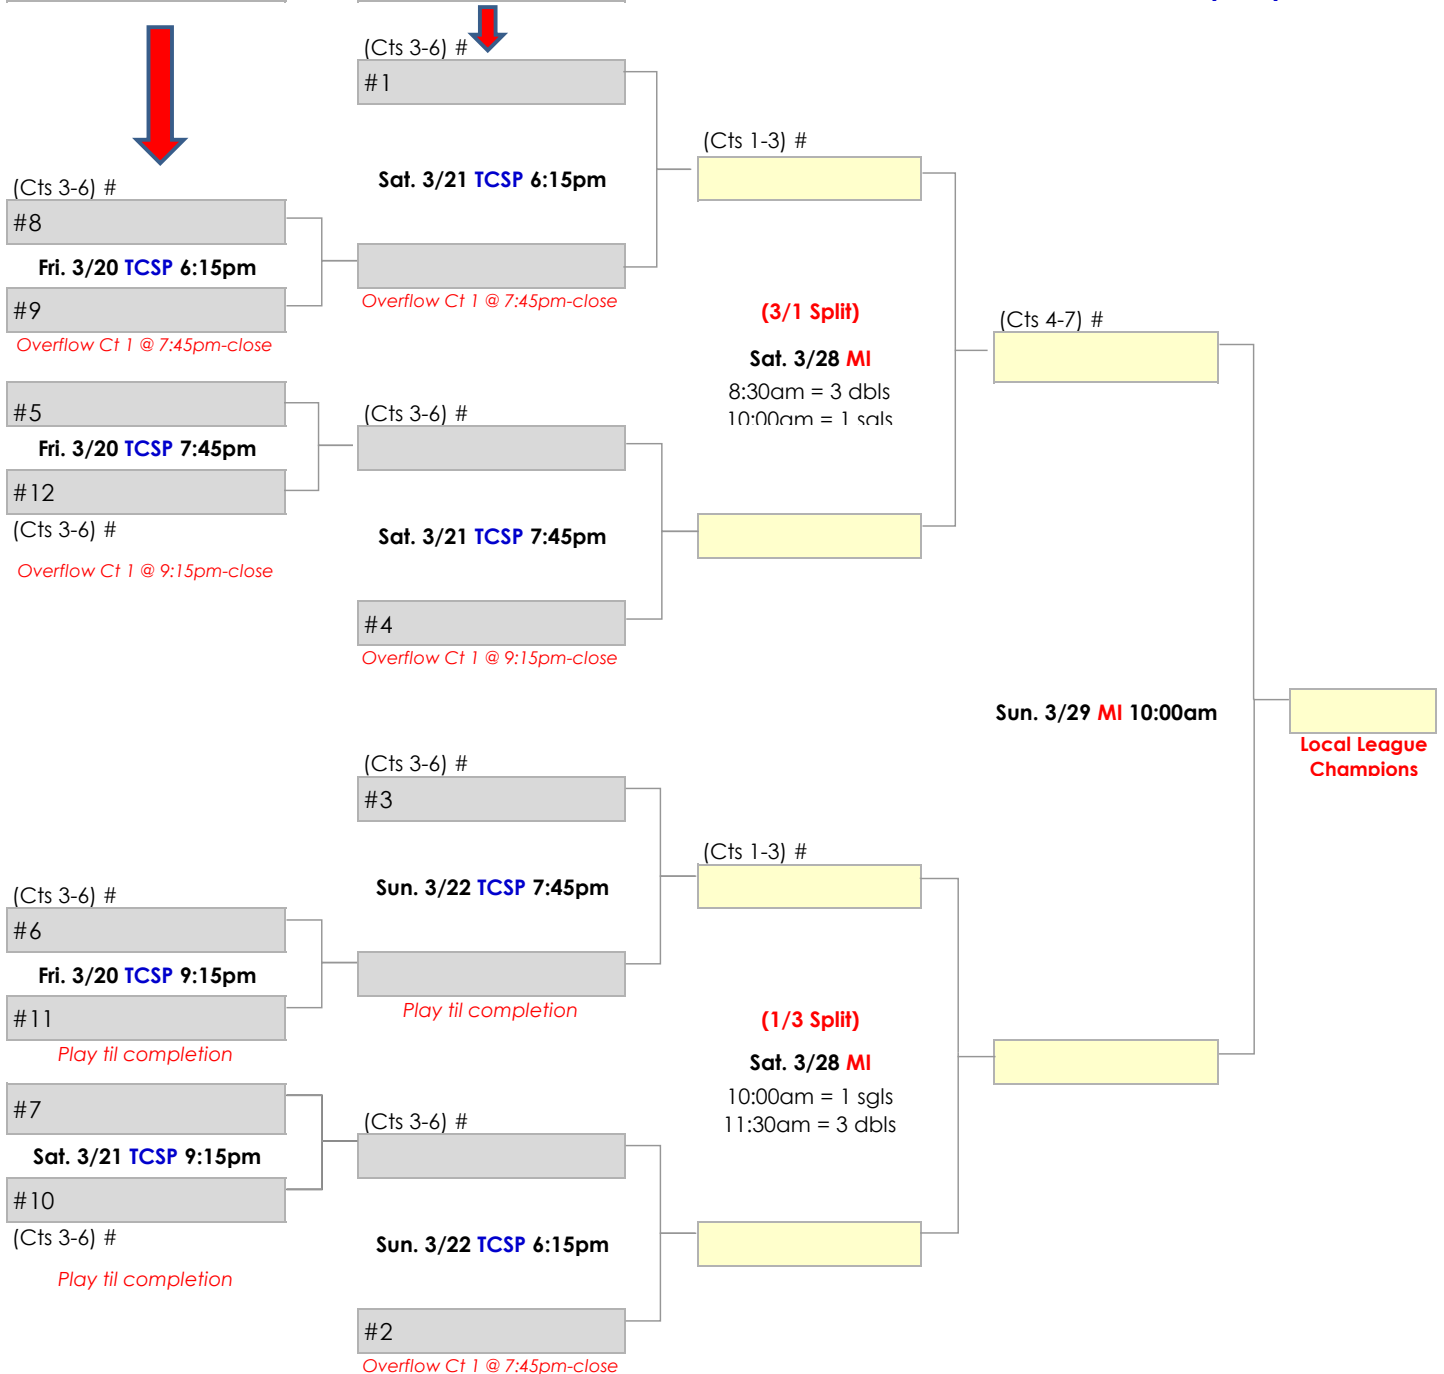 (Cts 3-6) #
#1
(Cts 1-3) #
Sat. 3/21 TCSP 6:15pm
(Cts 3-6) #
#8
Fri. 3/20 TCSP 6:15pm
#9
Overflow Ct 1 @ 7:45pm-close
Overflow Ct 1 @ 7:45pm-close
(3/1 Split)
(Cts 4-7) #
Sat. 3/28 MI
8:30am = 3 dbls
10:00am = 1 sgls
#5
(Cts 3-6) #
Fri. 3/20 TCSP 7:45pm
#12
(Cts 3-6) #
Sat. 3/21 TCSP 7:45pm
Overflow Ct 1 @ 9:15pm-close
#4
Overflow Ct 1 @ 9:15pm-close
Sun. 3/29 MI 10:00am
Local League
Champions
(Cts 3-6) #
#3
(Cts 1-3) #
Sun. 3/22 TCSP 7:45pm
(Cts 3-6) #
#6
Fri. 3/20 TCSP 9:15pm
#11
Play til completion
Play til completion
(1/3 Split)
Sat. 3/28 MI
10:00am = 1 sgls
11:30am = 3 dbls
#7
(Cts 3-6) #
Sat. 3/21 TCSP 9:15pm
#10
(Cts 3-6) #
Sun. 3/22 TCSP 6:15pm
Play til completion
#2
Overflow Ct 1 @ 7:45pm-close